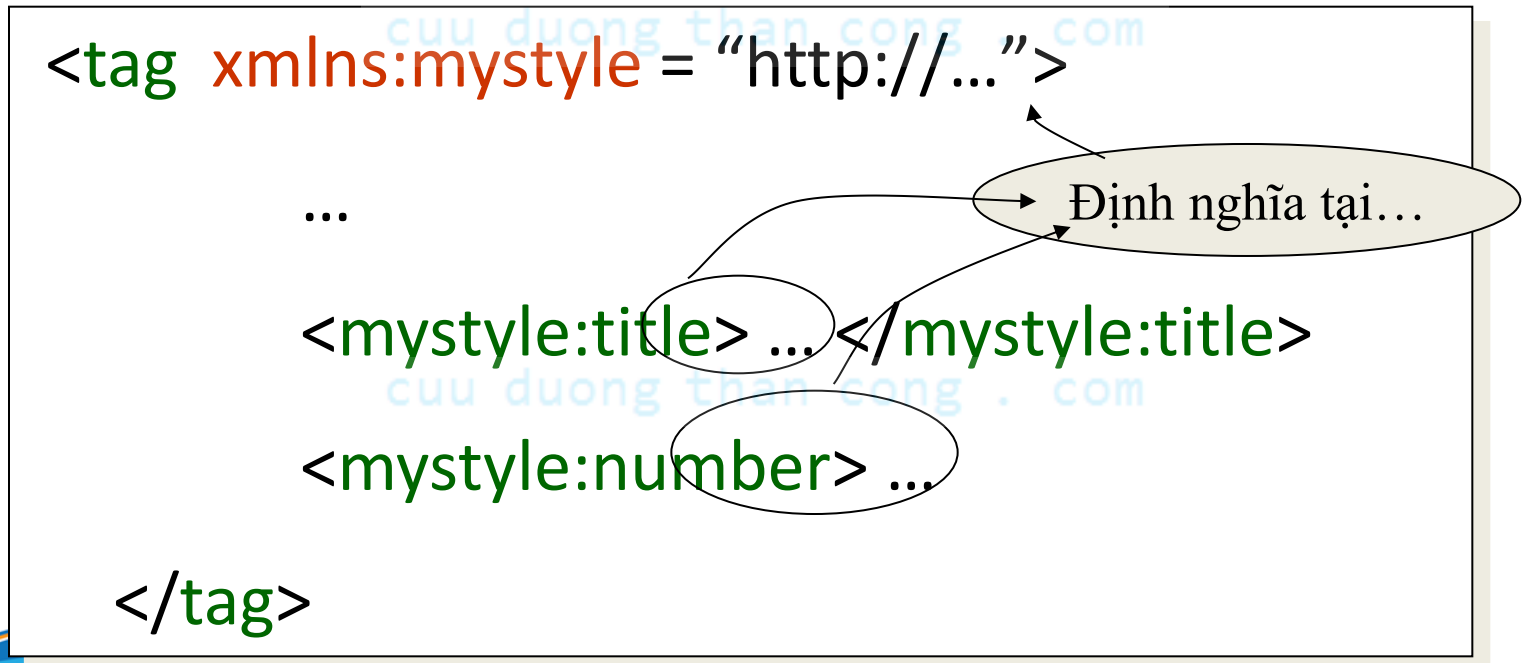 cuu duong than cong . com
<tag xmlns:mystyle = “http://…”>
Định nghĩa tại…
…
<mystyle:title> … </mystyle:title>
cuu duong than cong . com
<mystyle:number> …
</tag>